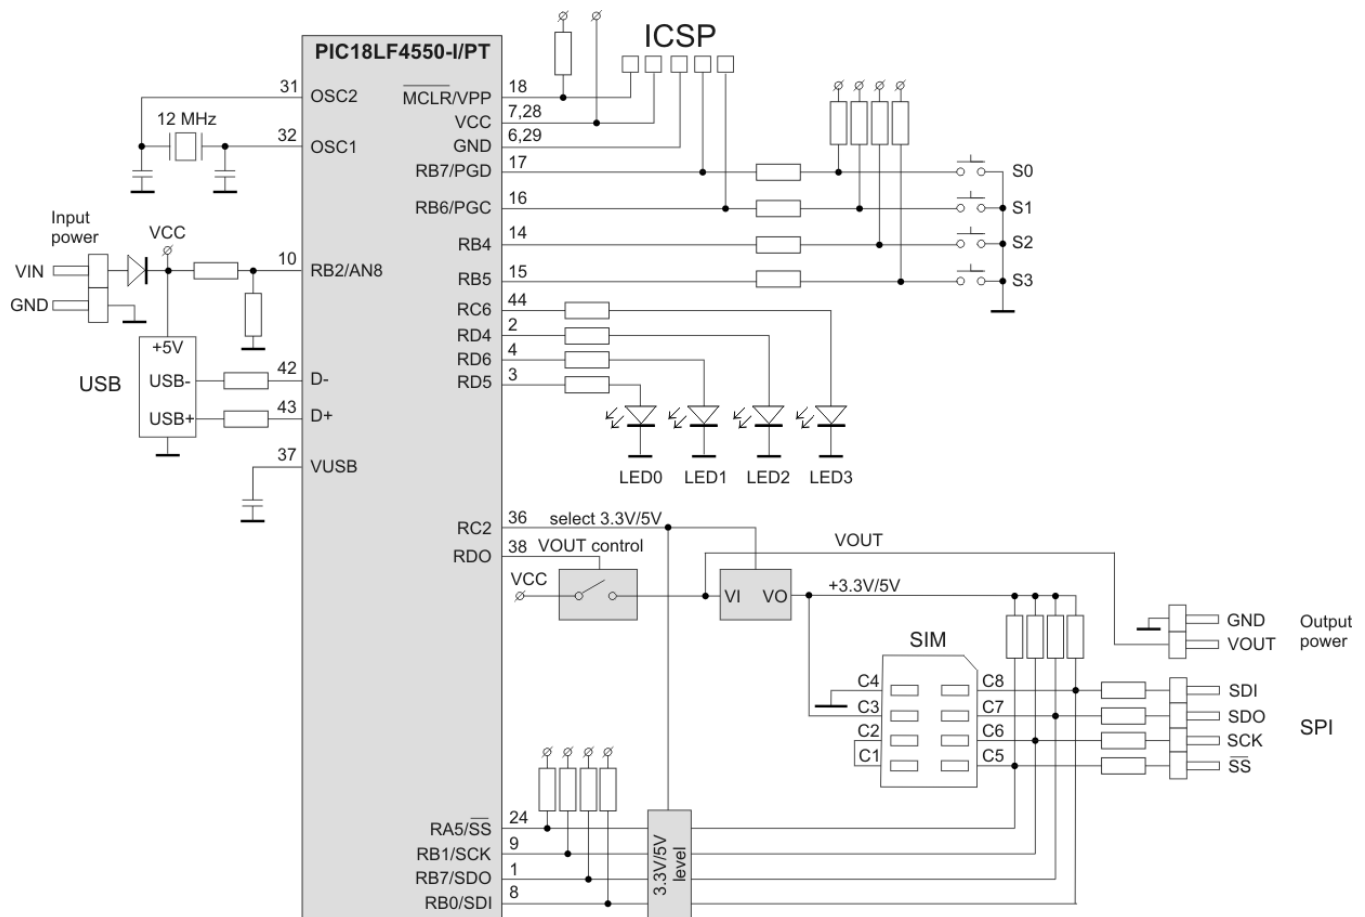 PIC18LF4550-I/PT
ICSP
31 OSC2
12 MHz
32 OSC1
MCLR/VPP 18
VCC 7,28
GND 6,29
RB7/PGD 17
S0
RB6/PGC 16
S1
RB4 14
S2
RB5 15
S3
Input
power
VCC
VIN
10 RB2/AN8
GND
RC6 44
RD4 2
RD6 4
RD5 3
+5V
USB
USB-
42 D-
USB+
43 D+
37 VUSB
LED0 LED1 LED2 LED3
RC2 36 select 3.3V/5V
RDO 38 VOUT control
VOUT
VCC
VI VO
+3.3V/5V
GND
VOUT
Output
power
SIM
C4 C8
SDI
C3 C7
SDO
C2 C6
SCK
C1 C5
SS
SPI
RA5/SS 24
RB1/SCK 9
RB7/SDO 1
RB0/SDI 8
3.3V/5V
level